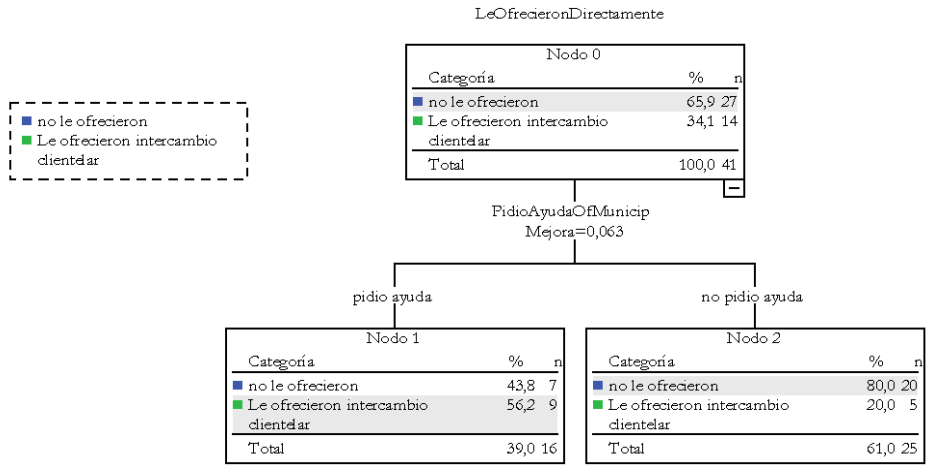 LeOfrecieronDirectamente
no le ofrecieron
Le ofrecieron intercambio
clientelar
Nodo 0
Categoría % n
no le ofrecieron 65,9 27
Le ofrecieron intercambio 34,1 14
clientelar
Total 100,0 41
PidioAyudaOfMunicip
Mejora=0,063
pidio ayuda
no pidio ayuda
Nodo 1
Categoría % n
no le ofrecieron 43,8 7
Le ofrecieron intercambio 56,2 9
clientelar
Total 39,0 16
Nodo 2
Categoría % n
no le ofrecieron 80,0 20
Le ofrecieron intercambio 20,0 5
clientelar
Total 61,0 25